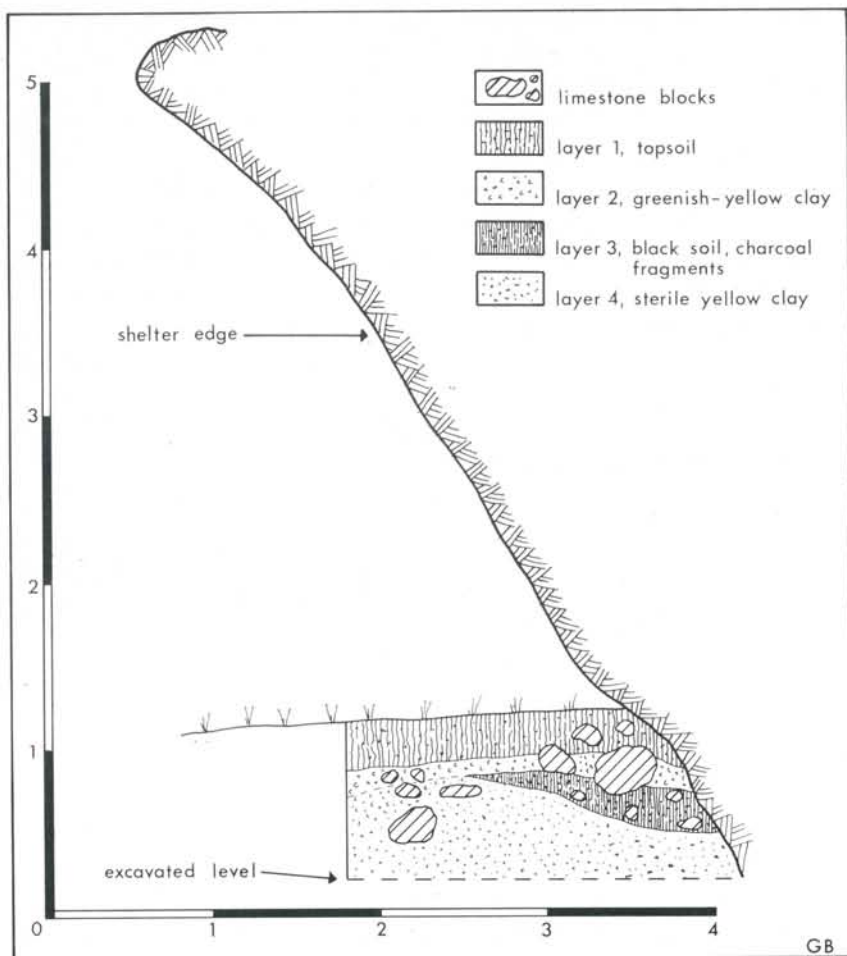 limestone blocks
layer 1, topsoil
layer 2, greenish-yellow clay
layer 3, black soil, charcoal
fragments
layer 4, sterile yellow clay
shelter edge
excavated level
5
4
3
2
1
0
1
2
3
4
GB